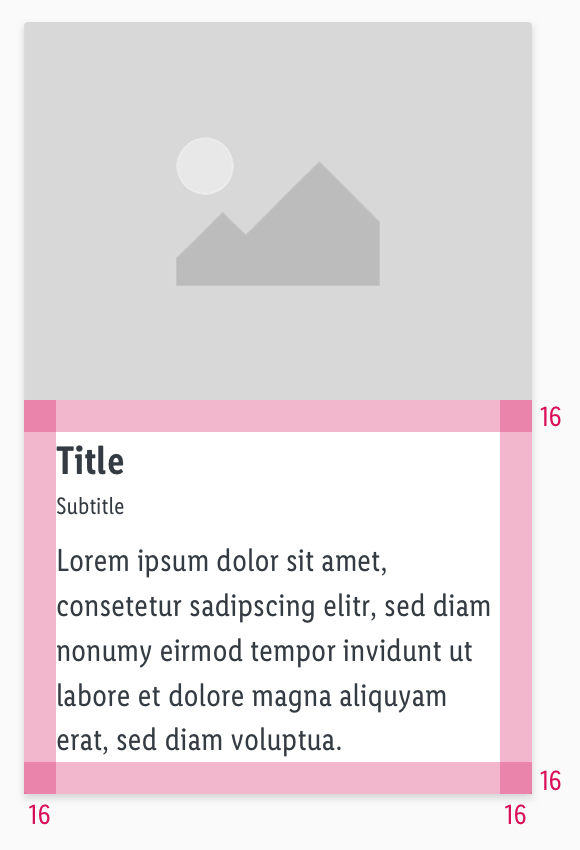 16
Title
Subtitle
Lorem ipsum dolor sit amet,
consetetur sadipscing elitr, sed diam
nonumy eirmod tempor invidunt ut
labore et dolore magna aliquyam
erat, sed diam voluptua.
16
16 16